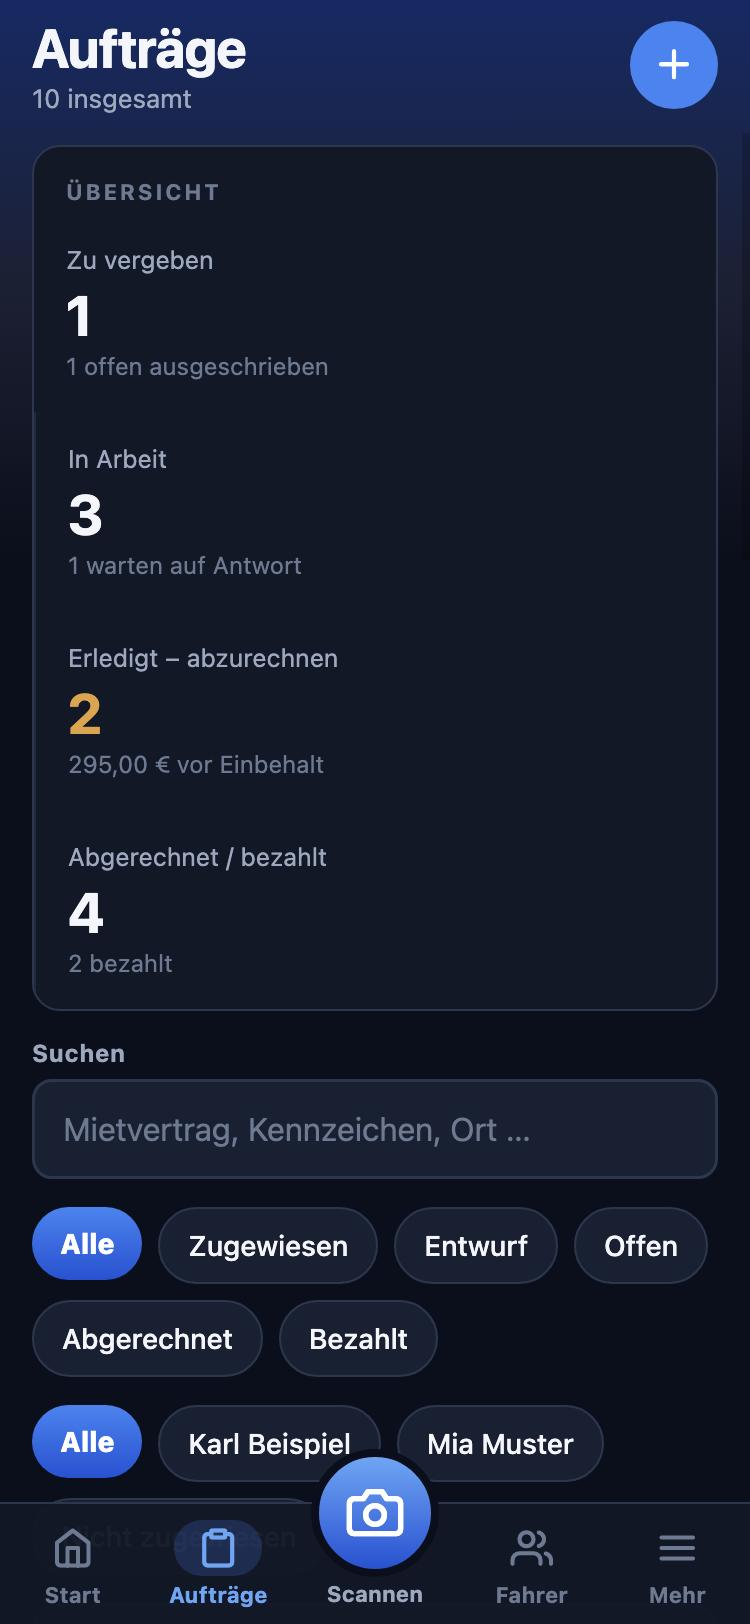 Aufträge
10 insgesamt
ÜBERSICHT
Zu vergeben
1
1 offen ausgeschrieben
In Arbeit
3
1 warten auf Antwort
Erledigt – abzurechnen
2
295,00 € vor Einbehalt
Abgerechnet / bezahlt
4
2 bezahlt
Suchen
Mietvertrag, Kennzeichen, Ort ...
Alle Zugewiesen Entwurf Offen
Abgerechnet Bezahlt
Alle Karl Beispiel Mia Muster
Start Aufträge Scannen Fahrer Mehr